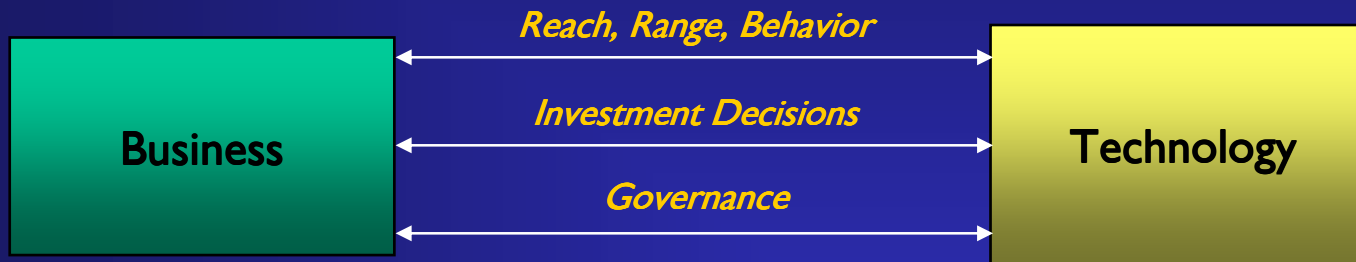 Reach, Range, Behavior
Investment Decisions
Business
Technology
Governance